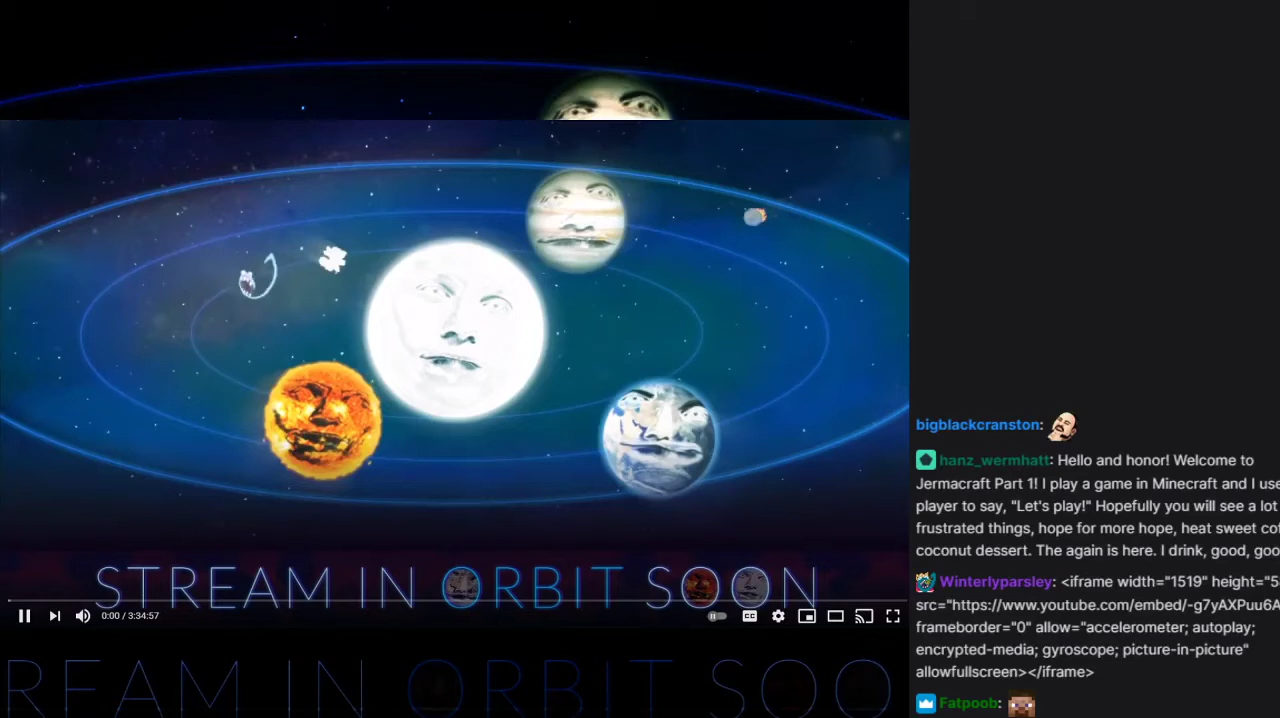 STREAM IN ORBIT SOON
0:00 / 3:34:57
CC
REAM IN ORBIT SOO
bigblackcranston:
hanz_wermhatt: Hello and honor! Welcome to
Jermacraft Part 1! I play a game in Minecraft and I use
player to say, "Let's play!" Hopefully you will see a lot
frustrated things, hope for more hope, heat sweet
coconut dessert. The again is here. I drink, good,
Winterlyparsley: <iframe width="1519"
src="https://www.youtube.com/embed/-g7yAXPuu6A
frameborder="0" allow="accelerometer; autoplay;
encrypted-media; gyroscope; picture-in-picture"
allowfullscreen></iframe>
Fatpoob: